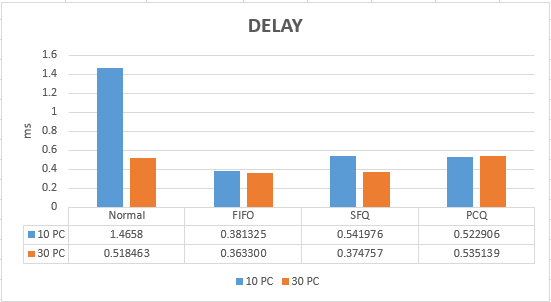 DELAY
1.6
1.4
1.2
1
0.8
0.6
0.4
0.2
0
ms
Normal FIFO SFQ PCQ
10 PC 1.4658 0.381325 0.541976 0.522906
30 PC 0.518463 0.363300 0.374757 0.535139
10 PC 30 PC